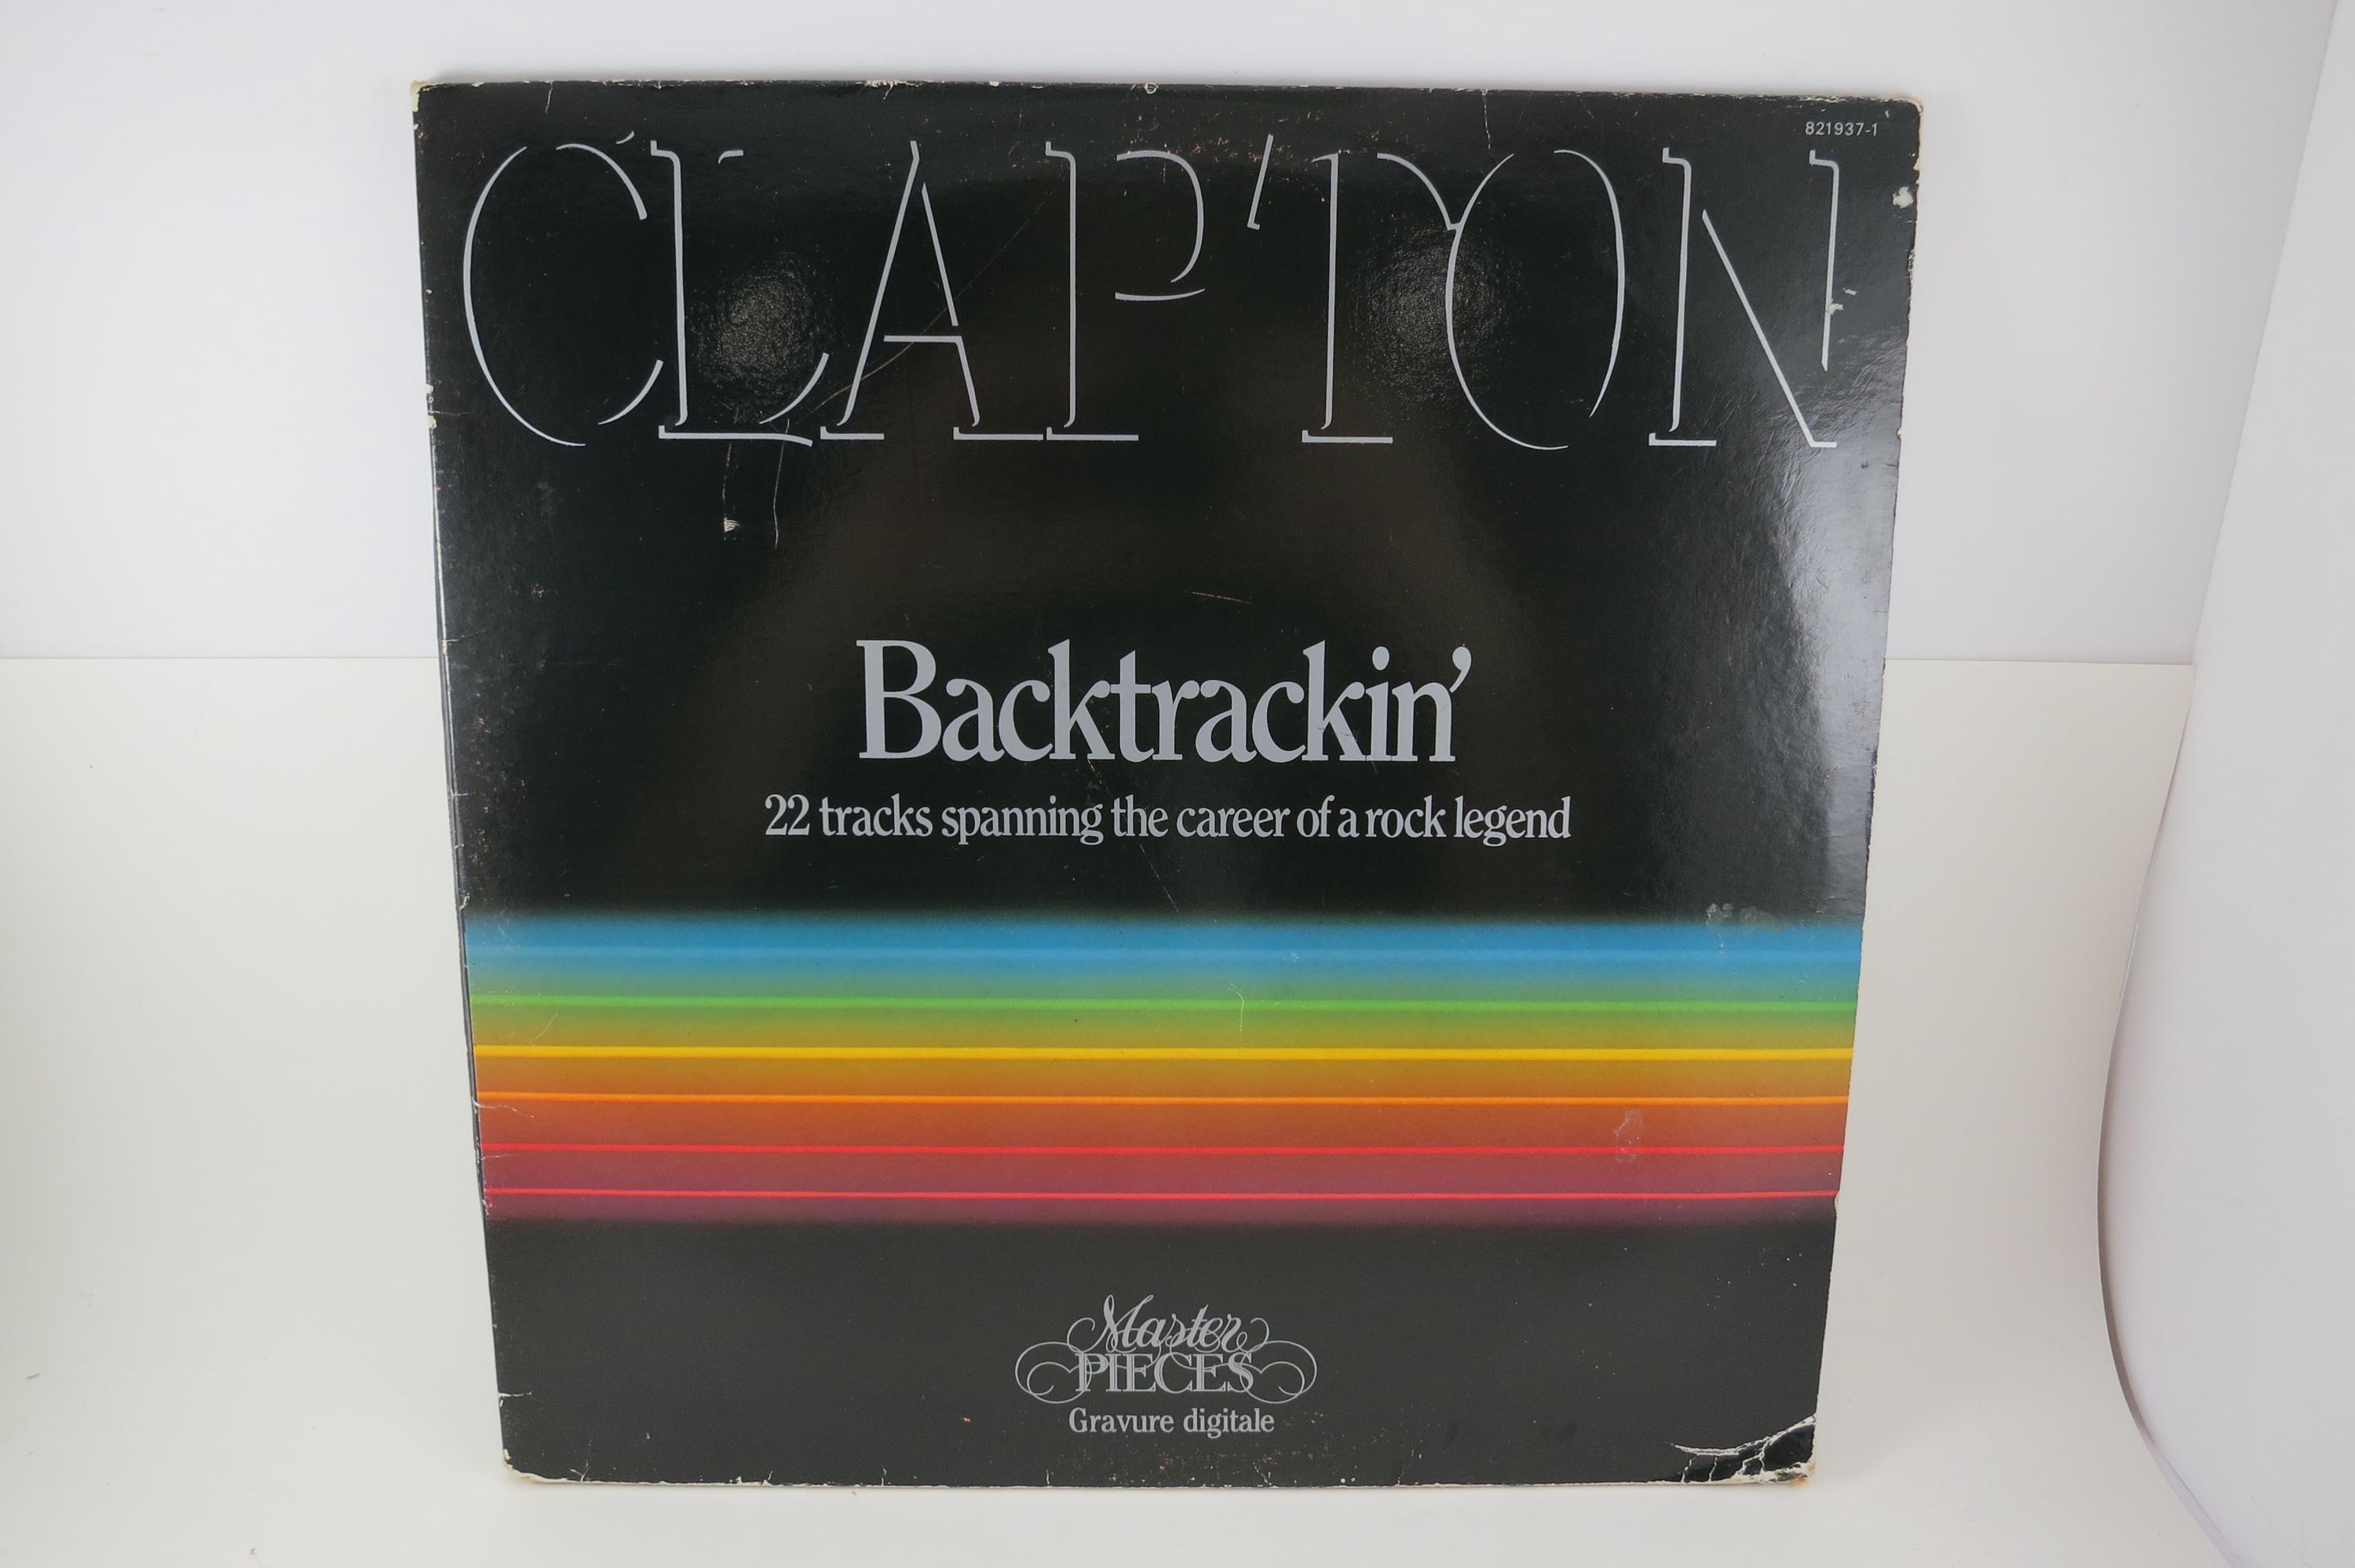 821937-1
CLAPTON
Backtrackin'
22 tracks spanning the career of a rock legend
Master
PIECES
Gravure digitale